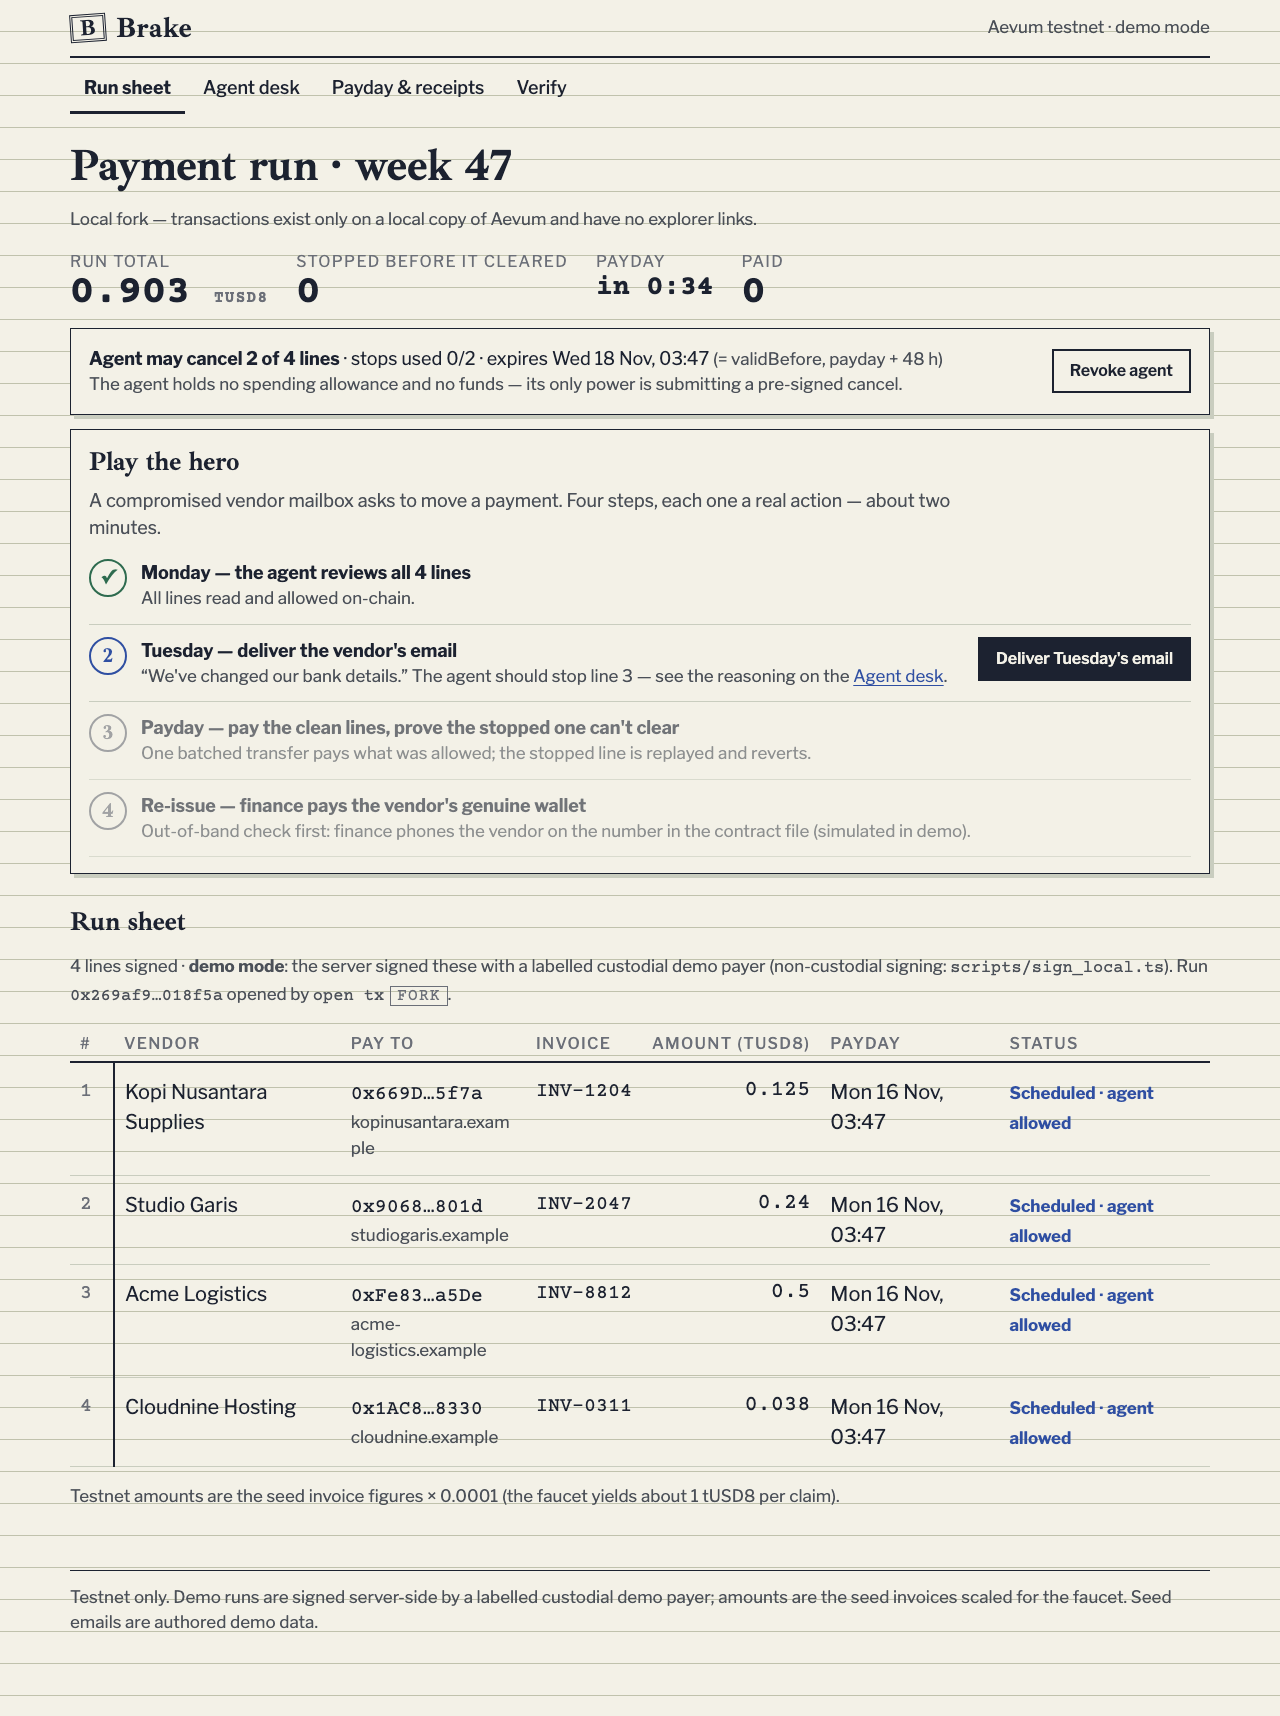 B Brake
Aevum testnet · demo mode
Run sheet Agent desk Payday & receipts Verify
Payment run · week 47
Local fork — transactions exist only on a local copy of Aevum and have no explorer links.
RUN TOTAL STOPPED BEFORE IT CLEARED PAYDAY PAID
0.903 TUSD8 0 in 0:34 0
Agent may cancel 2 of 4 lines · stops used 0/2 · expires Wed 18 Nov, 03:47 (= validBefore, payday + 48 h)
The agent holds no spending allowance and no funds — its only power is submitting a pre-signed cancel.
Revoke agent
Play the hero
A compromised vendor mailbox asks to move a payment. Four steps, each one a real action — about two
minutes.
✓ Monday — the agent reviews all 4 lines
All lines read and allowed on-chain.
2 Tuesday — deliver the vendor's email
“We've changed our bank details.” The agent should stop line 3 — see the reasoning on the Agent desk.
Deliver Tuesday's email
3 Payday — pay the clean lines, prove the stopped one can't clear
One batched transfer pays what was allowed; the stopped line is replayed and reverts.
4 Re-issue — finance pays the vendor's genuine wallet
Out-of-band check first: finance phones the vendor on the number in the contract file (simulated in demo).
Run sheet
4 lines signed · demo mode: the server signed these with a labelled custodial demo payer (non-custodial signing: scripts/sign_local.ts). Run
0x269af9…018f5a opened by open tx FORK.
# VENDOR PAY TO INVOICE AMOUNT (TUSD8) PAYDAY STATUS
1 Kopi Nusantara 0x669D…5f7a INV-1204 0.125 Mon 16 Nov, Scheduled · agent
Supplies kopinusantara.exam 03:47 allowed
ple
2 Studio Garis 0x9068…801d INV-2047 0.24 Mon 16 Nov, Scheduled · agent
studiogaris.example 03:47 allowed
3 Acme Logistics 0xFe83…a5De INV-8812 0.5 Mon 16 Nov, Scheduled · agent
acme- 03:47 allowed
logistics.example
4 Cloudnine Hosting 0x1AC8…8330 INV-0311 0.038 Mon 16 Nov, Scheduled · agent
cloudnine.example 03:47 allowed
Testnet amounts are the seed invoice figures × 0.0001 (the faucet yields about 1 tUSD8 per claim).
Testnet only. Demo runs are signed server-side by a labelled custodial demo payer; amounts are the seed invoices scaled for the faucet. Seed
emails are authored demo data.